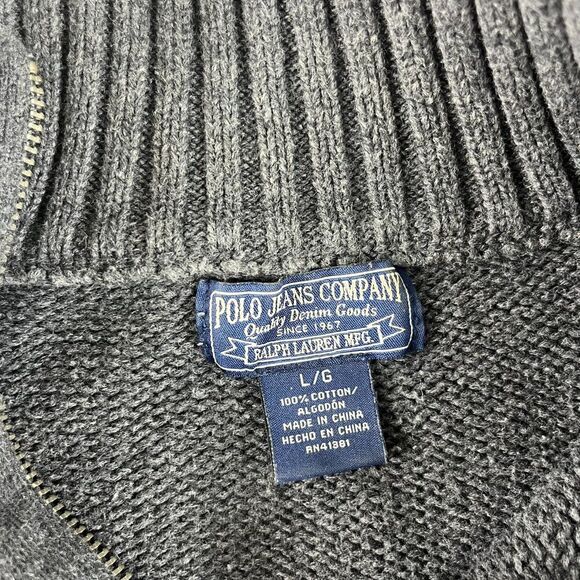 POLO JEANS COMPANY
Quality Denim Goods
SINCE 1967
RALPH LAUREN MFG.
L/G
100% COTTON/
ALGODÓN
MADE IN CHINA
HECHO EN CHINA
RN41381